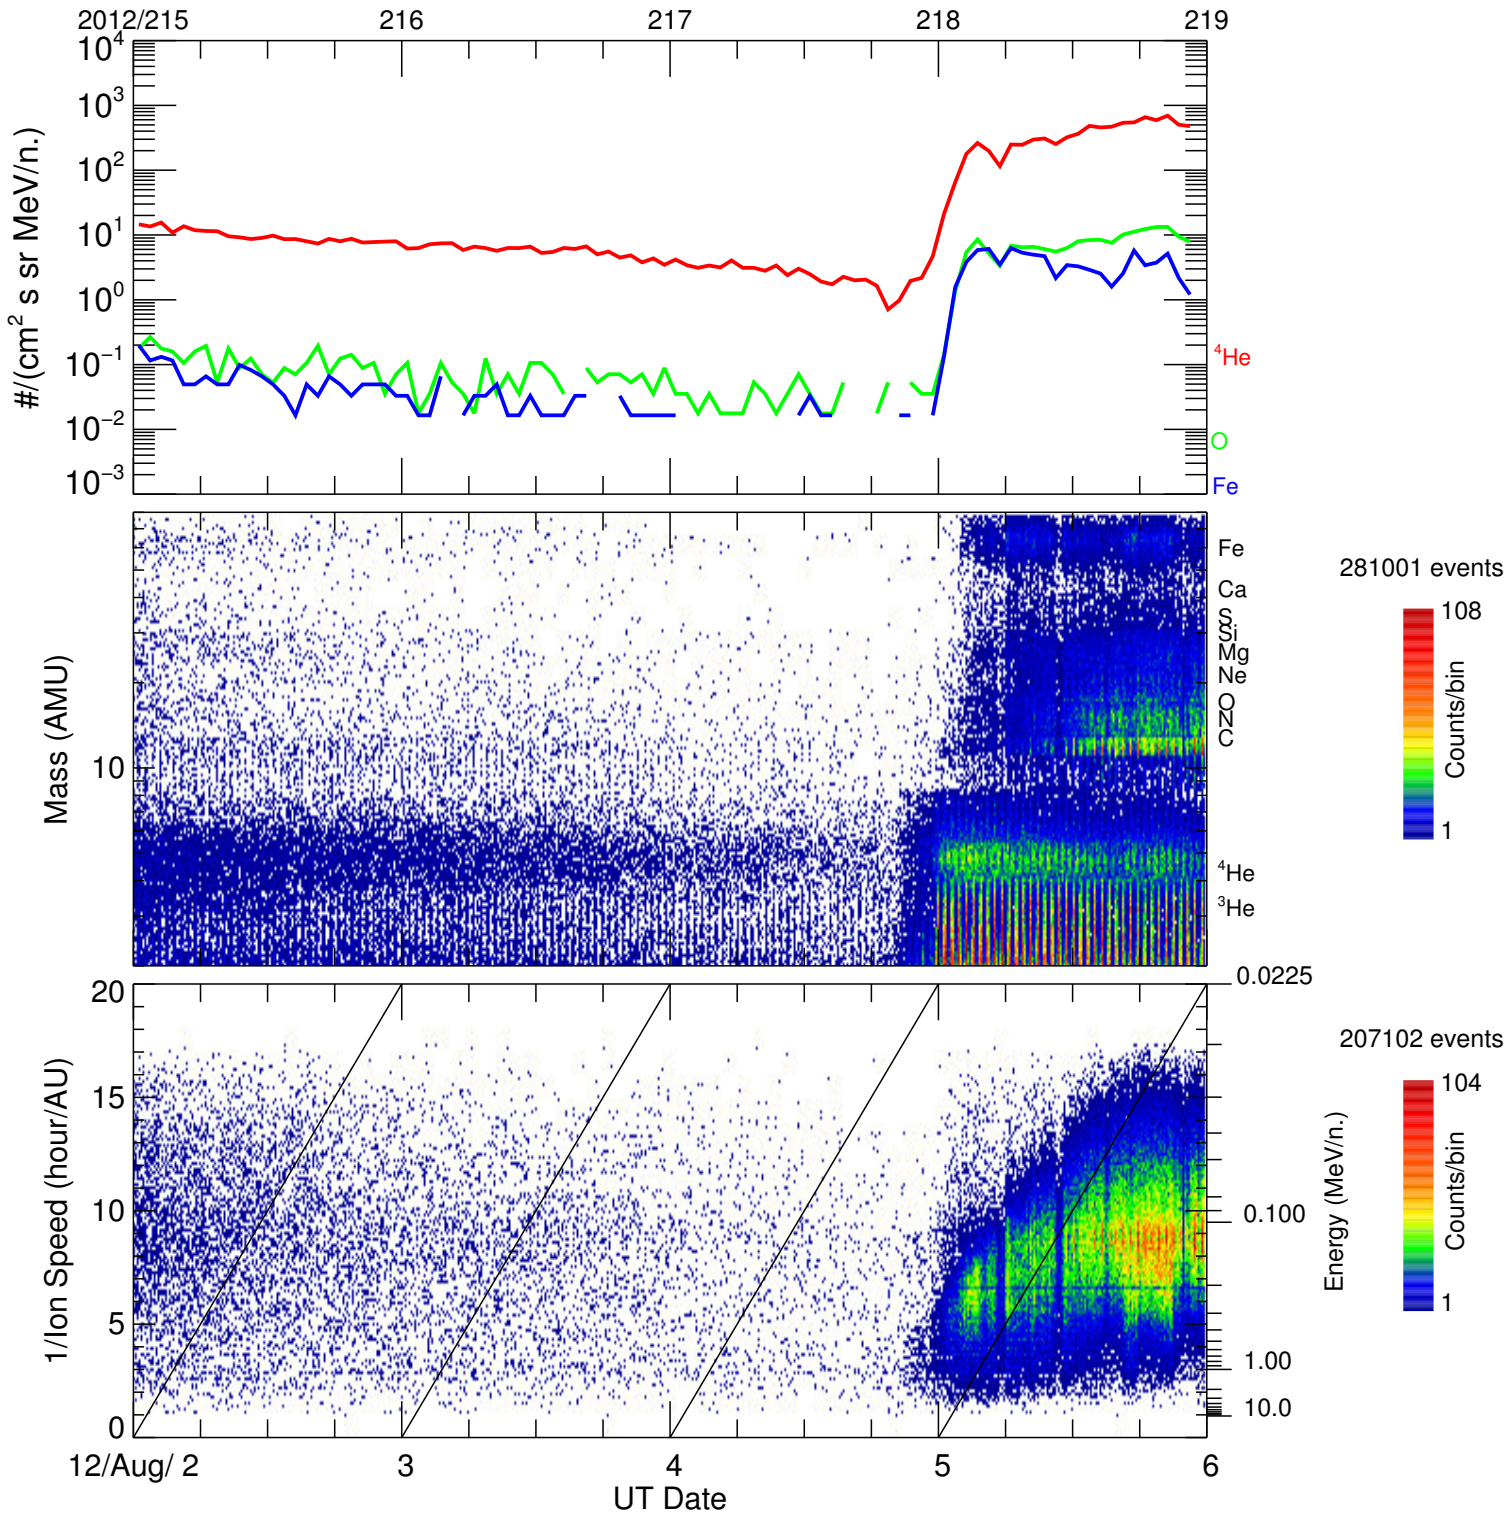 2012/215 216 217 218 219
10⁴
10³
10²
10¹
10⁰
10⁻¹
10⁻²
10⁻³
#/(cm² s sr MeV/n.)
⁴He
O
Fe
Mass (AMU)
10
Fe
Ca
S
Si
Mg
Ne
O
N
C
⁴He
³He
281001 events
108
Counts/bin
1
20
15
10
5
0
1/Ion Speed (hour/AU)
0.0225
0.100
1.00
10.0
Energy (MeV/n.)
207102 events
104
Counts/bin
1
12/Aug/ 2 3 4 5 6
UT Date